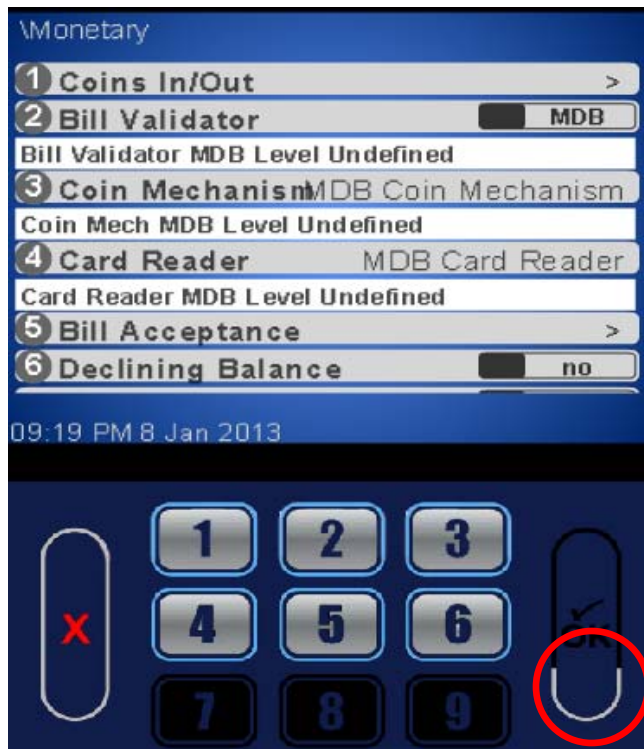 \Monetary
1 Coins In/Out >
2 Bill Validator MDB
Bill Validator MDB Level Undefined
3 Coin Mechanism MDB Coin Mechanism
Coin Mech MDB Level Undefined
4 Card Reader MDB Card Reader
Card Reader MDB Level Undefined
5 Bill Acceptance >
6 Declining Balance no
09:19 PM 8 Jan 2013
1 2 3
X 4 5 6 OK
7 8 9